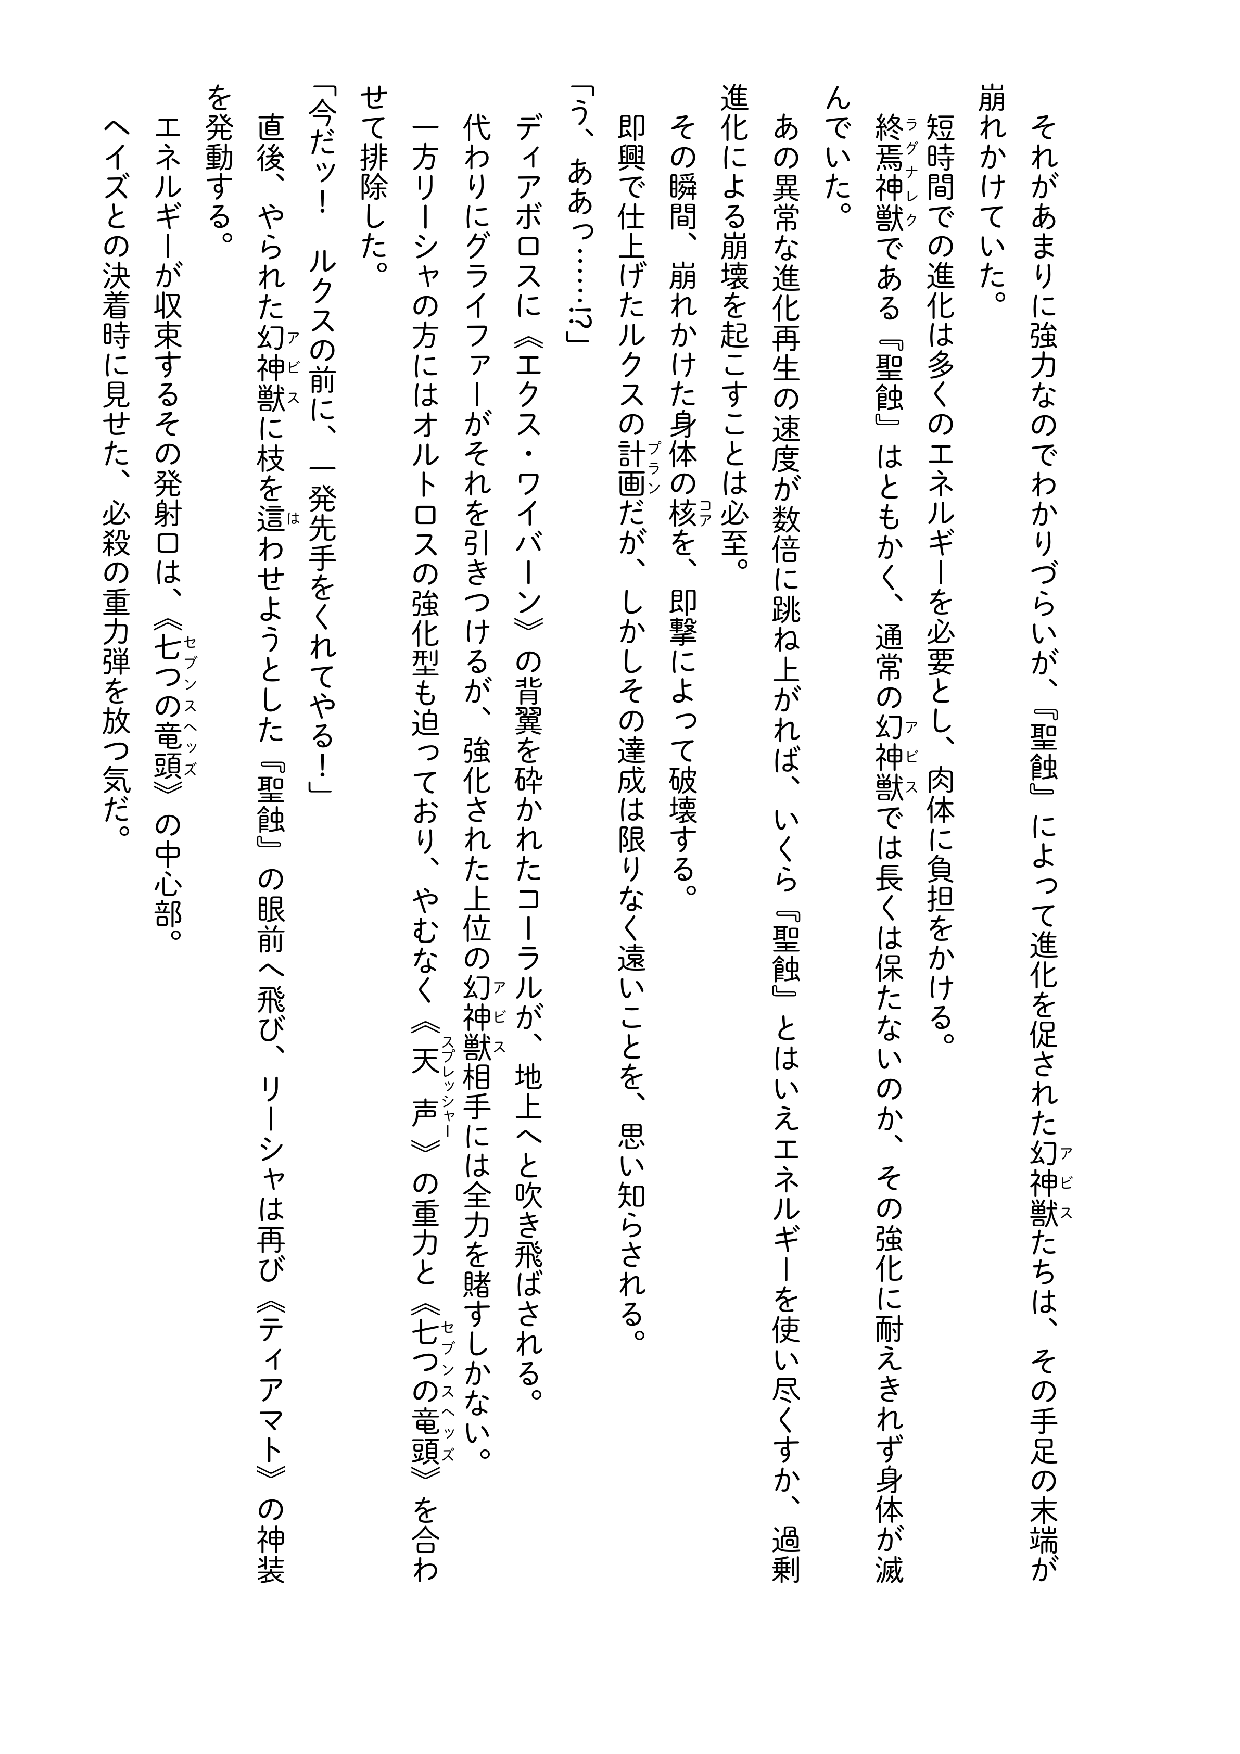 それがあまりに強力なのでわかりづらいが、『聖蝕』によって進化を促された幻神獣たちは、その手足の末端が
崩れかけていた。
短時間での進化は多くのエネルギーを必要とし、肉体に負担をかける。
終焉神獣である『聖蝕』はともかく、通常の幻神獣では長くは保たないのか、その強化に耐えきれず身体が滅
んでいた。
あの異常な進化再生の速度が数倍に跳ね上がれば、いくら『聖蝕』とはいえエネルギーを使い尽くすか、過剰
進化による崩壊を起こすことは必至。
その瞬間、崩れかけた身体の核を、即撃によって破壊する。
即興で仕上げたルクスの計画だが、しかしその達成は限りなく遠いことを、思い知らされる。
「う、ああっ……!?」
ディアボロスに《エクス・ワイバーン》の背翼を砕かれたコーラルが、地上へと吹き飛ばされる。
代わりにグライファーがそれを引きつけるが、強化された上位の幻神獣相手には全力を賭すしかない。
一方リーシャの方にはオルトロスの強化型も迫っており、やむなく《天声》の重力と《七つの竜頭》を合わ
せて排除した。
「今だッ！　ルクスの前に、一発先手をくれてやる！」
直後、やられた幻神獣に枝を這わせようとした『聖蝕』の眼前へ飛び、リーシャは再び《ティアマト》の神装
を発動する。
エネルギーが収束するその発射口は、《七つの竜頭》の中心部。
ヘイズとの決着時に見せた、必殺の重力弾を放つ気だ。